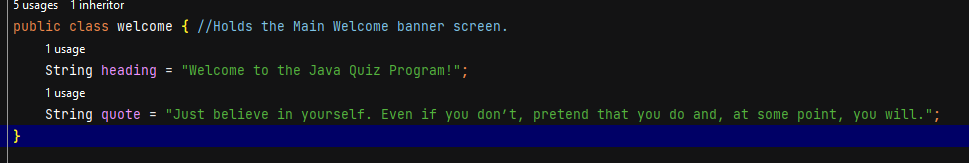 5 usages 1 inheritor
public class welcome { //Holds the Main Welcome banner screen.
1 usage
String heading = "Welcome to the Java Quiz Program!";
1 usage
String quote = "Just believe in yourself. Even if you don’t, pretend that you do and, at some point, you will.";
}